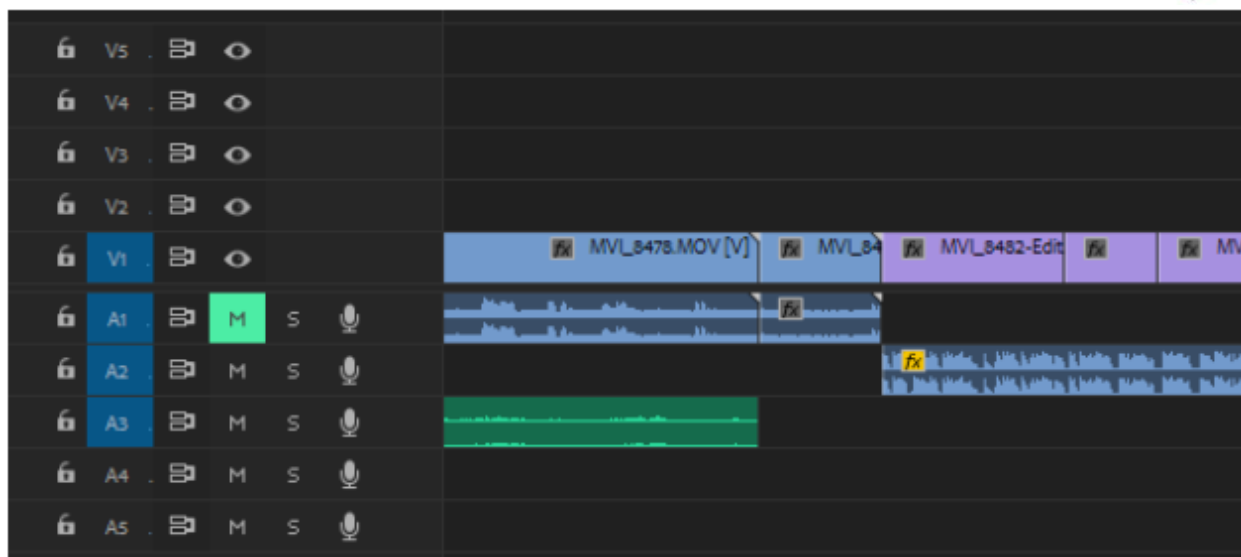 V5 .
V4 .
V3 .
V2 .
V1 . fx MVI_8478.MOV [V] fx MVI_84 fx MVI_8482-Edit fx fx MV
A1 . M S fx
A2 . M S fx
A3 . M S
A4 . M S
A5 . M S